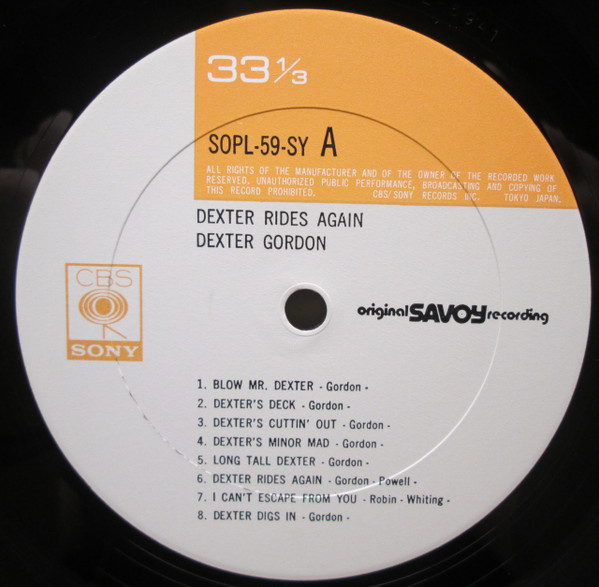 33 1/3
SOPL-59-SY A
ALL RIGHTS OF THE MANUFACTURER AND OF THE OWNER OF THE RECORDED WORK
RESERVED. UNAUTHORIZED PUBLIC PERFORMANCE, BROADCASTING AND COPYING OF
THIS RECORD PROHIBITED. CBS/SONY RECORDS INC. TOKYO JAPAN.
DEXTER RIDES AGAIN
DEXTER GORDON
CBS
SONY
original SAVOY recording
1. BLOW MR. DEXTER - Gordon -
2. DEXTER'S DECK - Gordon -
3. DEXTER'S CUTTIN' OUT - Gordon -
4. DEXTER'S MINOR MAD - Gordon -
5. LONG TALL DEXTER - Gordon -
6. DEXTER RIDES AGAIN - Gordon - Powell -
7. I CAN'T ESCAPE FROM YOU - Robin - Whiting -
8. DEXTER DIGS IN - Gordon -